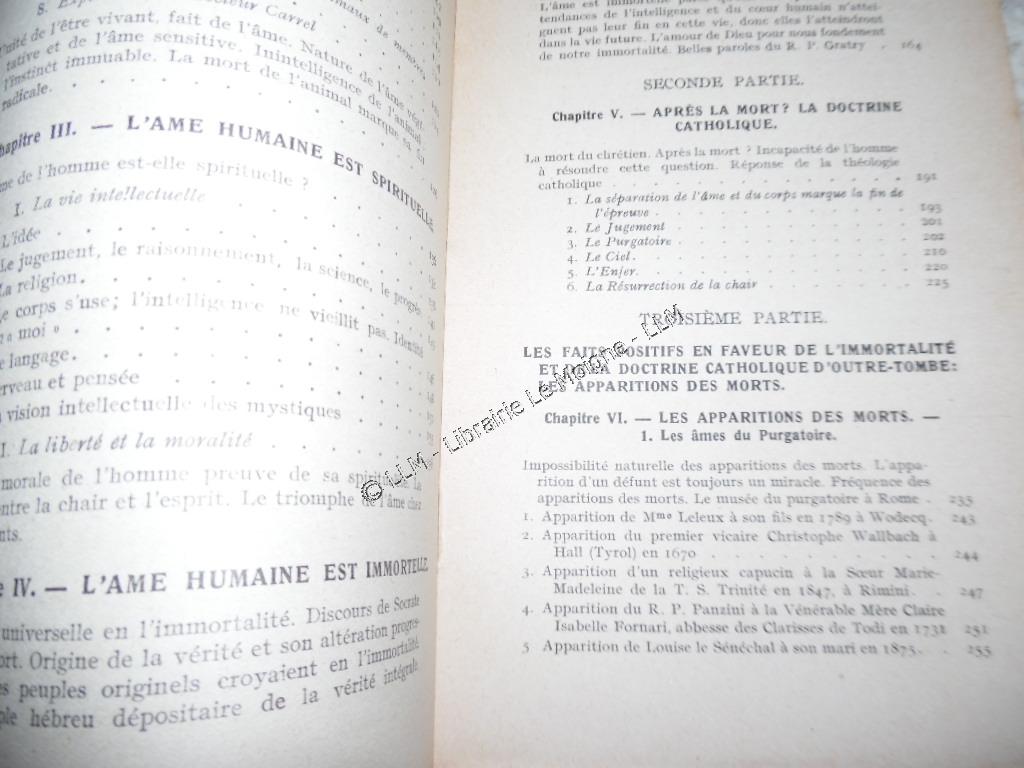 8.
cteur Carrel
unité de l'être vivant, fait de l'âme. Nature de l'âme végé-
tative et de l'âme sensitive. Inintelligence de l'animal :
l'instinct immuable. La mort de l'animal marque sa fin
radicale.
hapitre III. — L'AME HUMAINE EST SPIRITUELLE
me de l'homme est-elle spirituelle ?
I. La vie intellectuelle
L'idée
Le jugement, le raisonnement, la science, le progrès.
La religion.
e corps s'use; l'intelligence ne vieillit pas. Identité
« moi »
e langage.
erveau et pensée
a vision intellectuelle des mystiques
I. La liberté et la moralité
morale de l'homme preuve de sa spiritu la
entre la chair et l'esprit. Le triomphe de l'âme chez
nts.
e IV. — L'AME HUMAINE EST IMMORTELLE
universelle en l'immortalité. Discours de Socrate
ort. Origine de la vérité et son altération progres-
es peuples originels croyaient en l'immortalité.
ple hébreu dépositaire de la vérité intégrale.
L'âme est immortelle
tendances de l'intelligence et du cœur humain n'attei-
gnent pas leur fin en cette vie, donc elles l'atteindront
dans la vie future. L'amour de Dieu pour nous fondement
de notre immortalité. Belles paroles du R. P. Gratry . 164
SECONDE PARTIE.
Chapitre V. — APRÈS LA MORT? LA DOCTRINE
CATHOLIQUE.
La mort du chrétien. Après la mort ? Incapacité de l'homme
à résoudre cette question. Réponse de la théologie
catholique . . . . . . . . . . . . 191
1. La séparation de l'âme et du corps marque la fin de
l'épreuve . . . . . . . . . . . . 193
2. Le Jugement . . . . . . . . . . . 201
3. Le Purgatoire . . . . . . . . . . . 202
4. Le Ciel. . . . . . . . . . . . 210
5. L'Enfer. . . . . . . . . . . . 220
6. La Résurrection de la chair . . . . . . . 225
TROISIÈME PARTIE.
LES FAITS POSITIFS EN FAVEUR DE L'IMMORTALITÉ
ET DE LA DOCTRINE CATHOLIQUE D'OUTRE-TOMBE:
LES APPARITIONS DES MORTS.
Chapitre VI. — LES APPARITIONS DES MORTS. —
1. Les âmes du Purgatoire.
Impossibilité naturelle des apparitions des morts. L'appa-
rition d'un défunt est toujours un miracle. Fréquence des
apparitions des morts. Le musée du purgatoire à Rome . 235
1. Apparition de Mme Leleux à son fils en 1789 à Wodecq. 243
2. Apparition du premier vicaire Christophe Wallbach à
Hall (Tyrol) en 1670 . . . . . . . . . 244
3. Apparition d'un religieux capucin à la Sœur Marie-
Madeleine de la T. S. Trinité en 1847, à Rimini. . 247
4. Apparition du R. P. Panzini à la Vénérable Mère Claire
Isabelle Fornari, abbesse des Clarisses de Todi en 1731 251
5 Apparition de Louise le Sénéchal à son mari en 1875. . 255
© LLM - Librairie Le Moigne - LLM